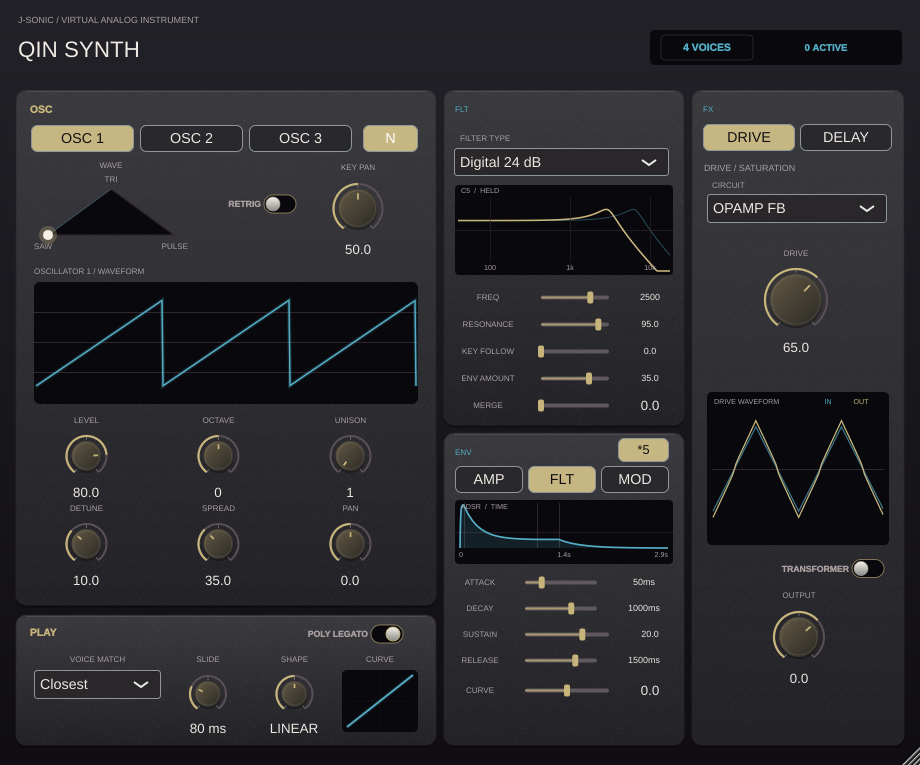 J-SONIC / VIRTUAL ANALOG INSTRUMENT
QIN SYNTH
4 VOICES
0 ACTIVE
OSC
OSC 1
OSC 2
OSC 3
N
WAVE
TRI
SAW
PULSE
RETRIG
KEY PAN
50.0
OSCILLATOR 1 / WAVEFORM
LEVEL
OCTAVE
UNISON
80.0
0
1
DETUNE
SPREAD
PAN
10.0
35.0
0.0
PLAY
POLY LEGATO
VOICE MATCH
SLIDE
SHAPE
CURVE
Closest
80 ms
LINEAR
FLT
FILTER TYPE
Digital 24 dB
C5 / HELD
100
1k
10k
FREQ
2500
RESONANCE
95.0
KEY FOLLOW
0.0
ENV AMOUNT
35.0
MERGE
0.0
ENV
*5
AMP
FLT
MOD
ADSR / TIME
0
1.4s
2.9s
ATTACK
50ms
DECAY
1000ms
SUSTAIN
20.0
RELEASE
1500ms
CURVE
0.0
FX
DRIVE
DELAY
DRIVE / SATURATION
CIRCUIT
OPAMP FB
DRIVE
65.0
DRIVE WAVEFORM
IN
OUT
TRANSFORMER
OUTPUT
0.0